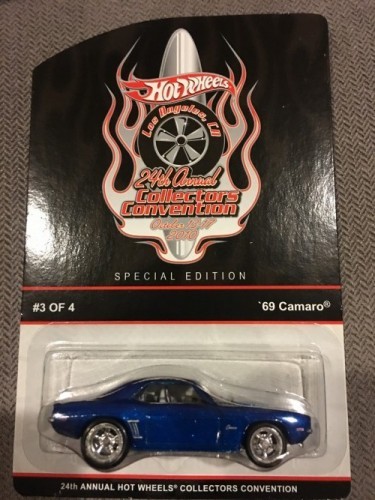 Hot Wheels
Los Angeles, CA
24th Annual
Collectors
Convention
SPECIAL EDITION
#3 OF 4
`69 Camaro®
24th ANNUAL HOT WHEELS® COLLECTORS CONVENTION